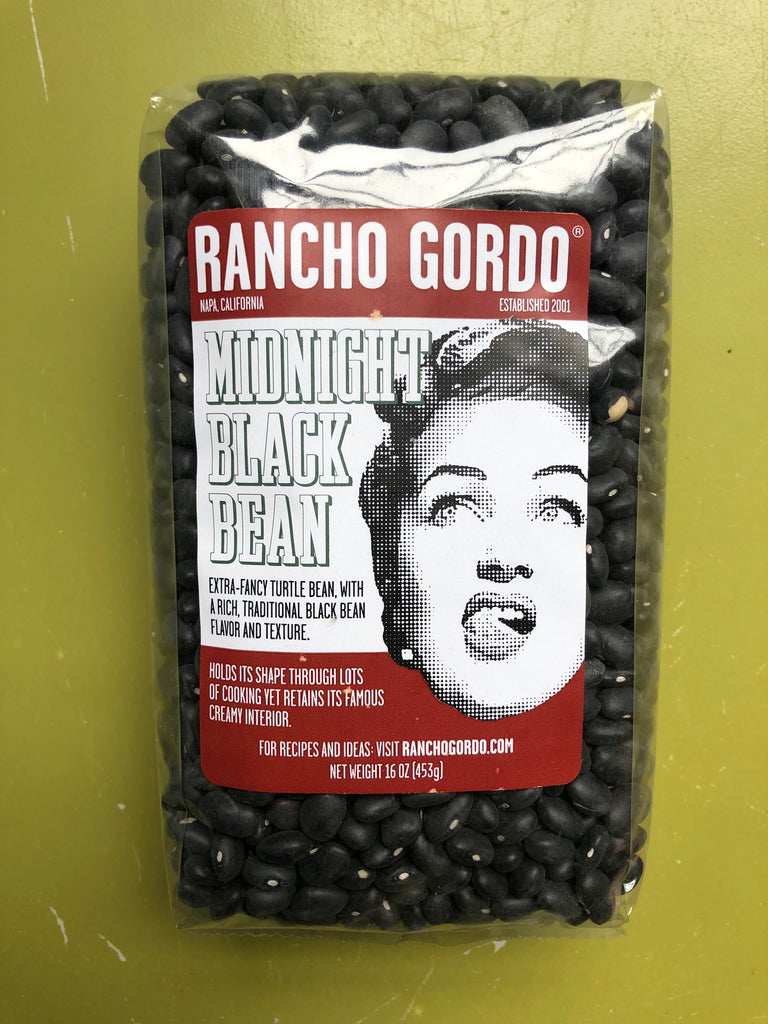 RANCHO GORDO®
NAPA, CALIFORNIA ESTABLISHED 2001
MIDNIGHT
BLACK
BEAN
EXTRA-FANCY TURTLE BEAN, WITH
A RICH, TRADITIONAL BLACK BEAN
FLAVOR AND TEXTURE.
HOLDS ITS SHAPE THROUGH LOTS
OF COOKING YET RETAINS ITS FAMOUS
CREAMY INTERIOR.
FOR RECIPES AND IDEAS: VISIT RANCHOGORDO.COM
NET WEIGHT 16 OZ (453g)